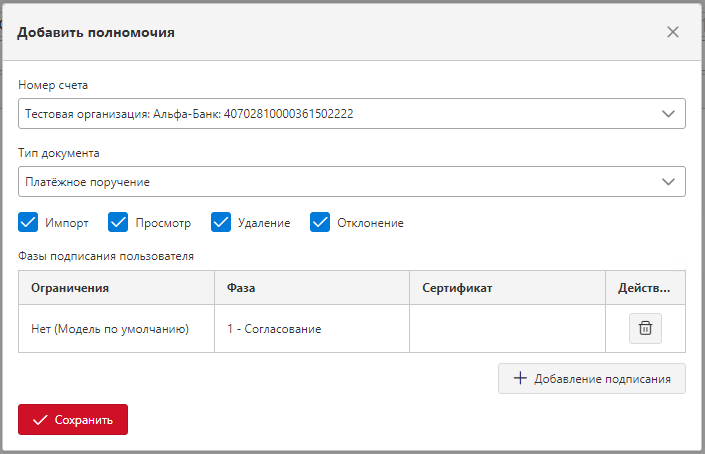 Добавить полномочия
Номер счета
Тестовая организация: Альфа-Банк: 40702810000361502222
Тип документа
Платёжное поручение
Импорт Просмотр Удаление Отклонение
Фазы подписания пользователя
Ограничения Фаза Сертификат Действ...
Нет (Модель по умолчанию) 1 - Согласование
Добавление подписания
Сохранить